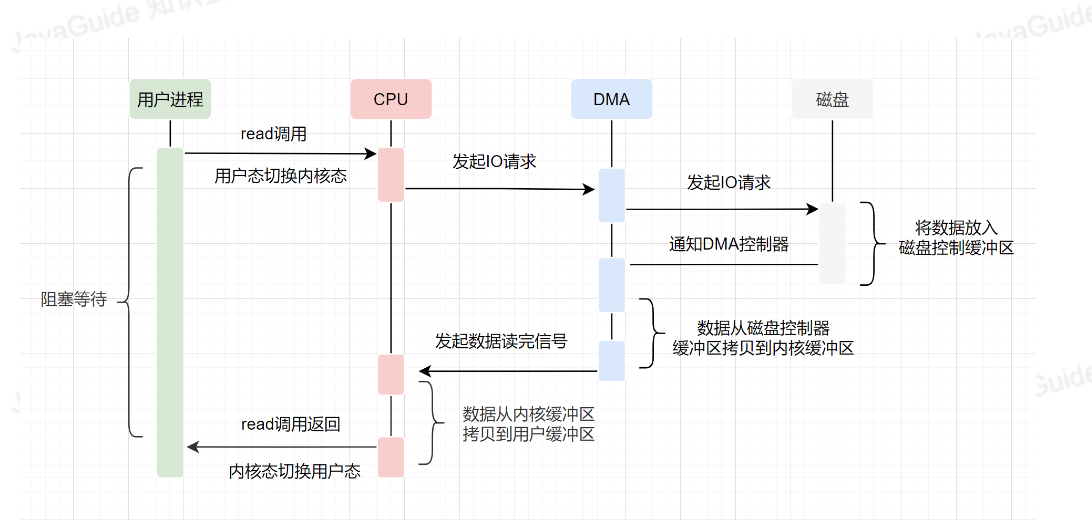 JavaGuide 知识星
JavaGuide
用户进程
CPU
DMA
磁盘
read调用
用户态切换内核态
发起IO请求
发起IO请求
将数据放入
磁盘控制缓冲区
通知DMA控制器
阻塞等待
数据从磁盘控制器
缓冲区拷贝到内核缓冲区
发起数据读完信号
数据从内核缓冲区
拷贝到用户缓冲区
read调用返回
内核态切换用户态